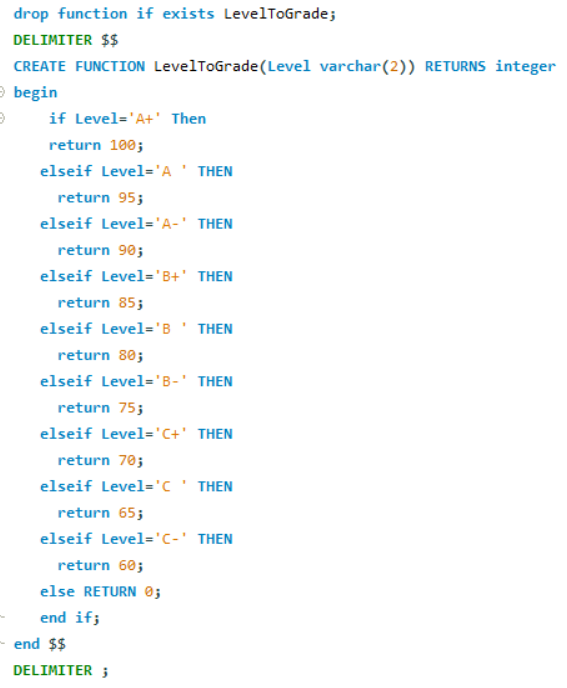 drop function if exists LevelToGrade;
DELIMITER $$
CREATE FUNCTION LevelToGrade(Level varchar(2)) RETURNS integer
begin
if Level='A+' Then
return 100;
elseif Level='A ' THEN
return 95;
elseif Level='A-' THEN
return 90;
elseif Level='B+' THEN
return 85;
elseif Level='B ' THEN
return 80;
elseif Level='B-' THEN
return 75;
elseif Level='C+' THEN
return 70;
elseif Level='C ' THEN
return 65;
elseif Level='C-' THEN
return 60;
else RETURN 0;
end if;
end $$
DELIMITER ;